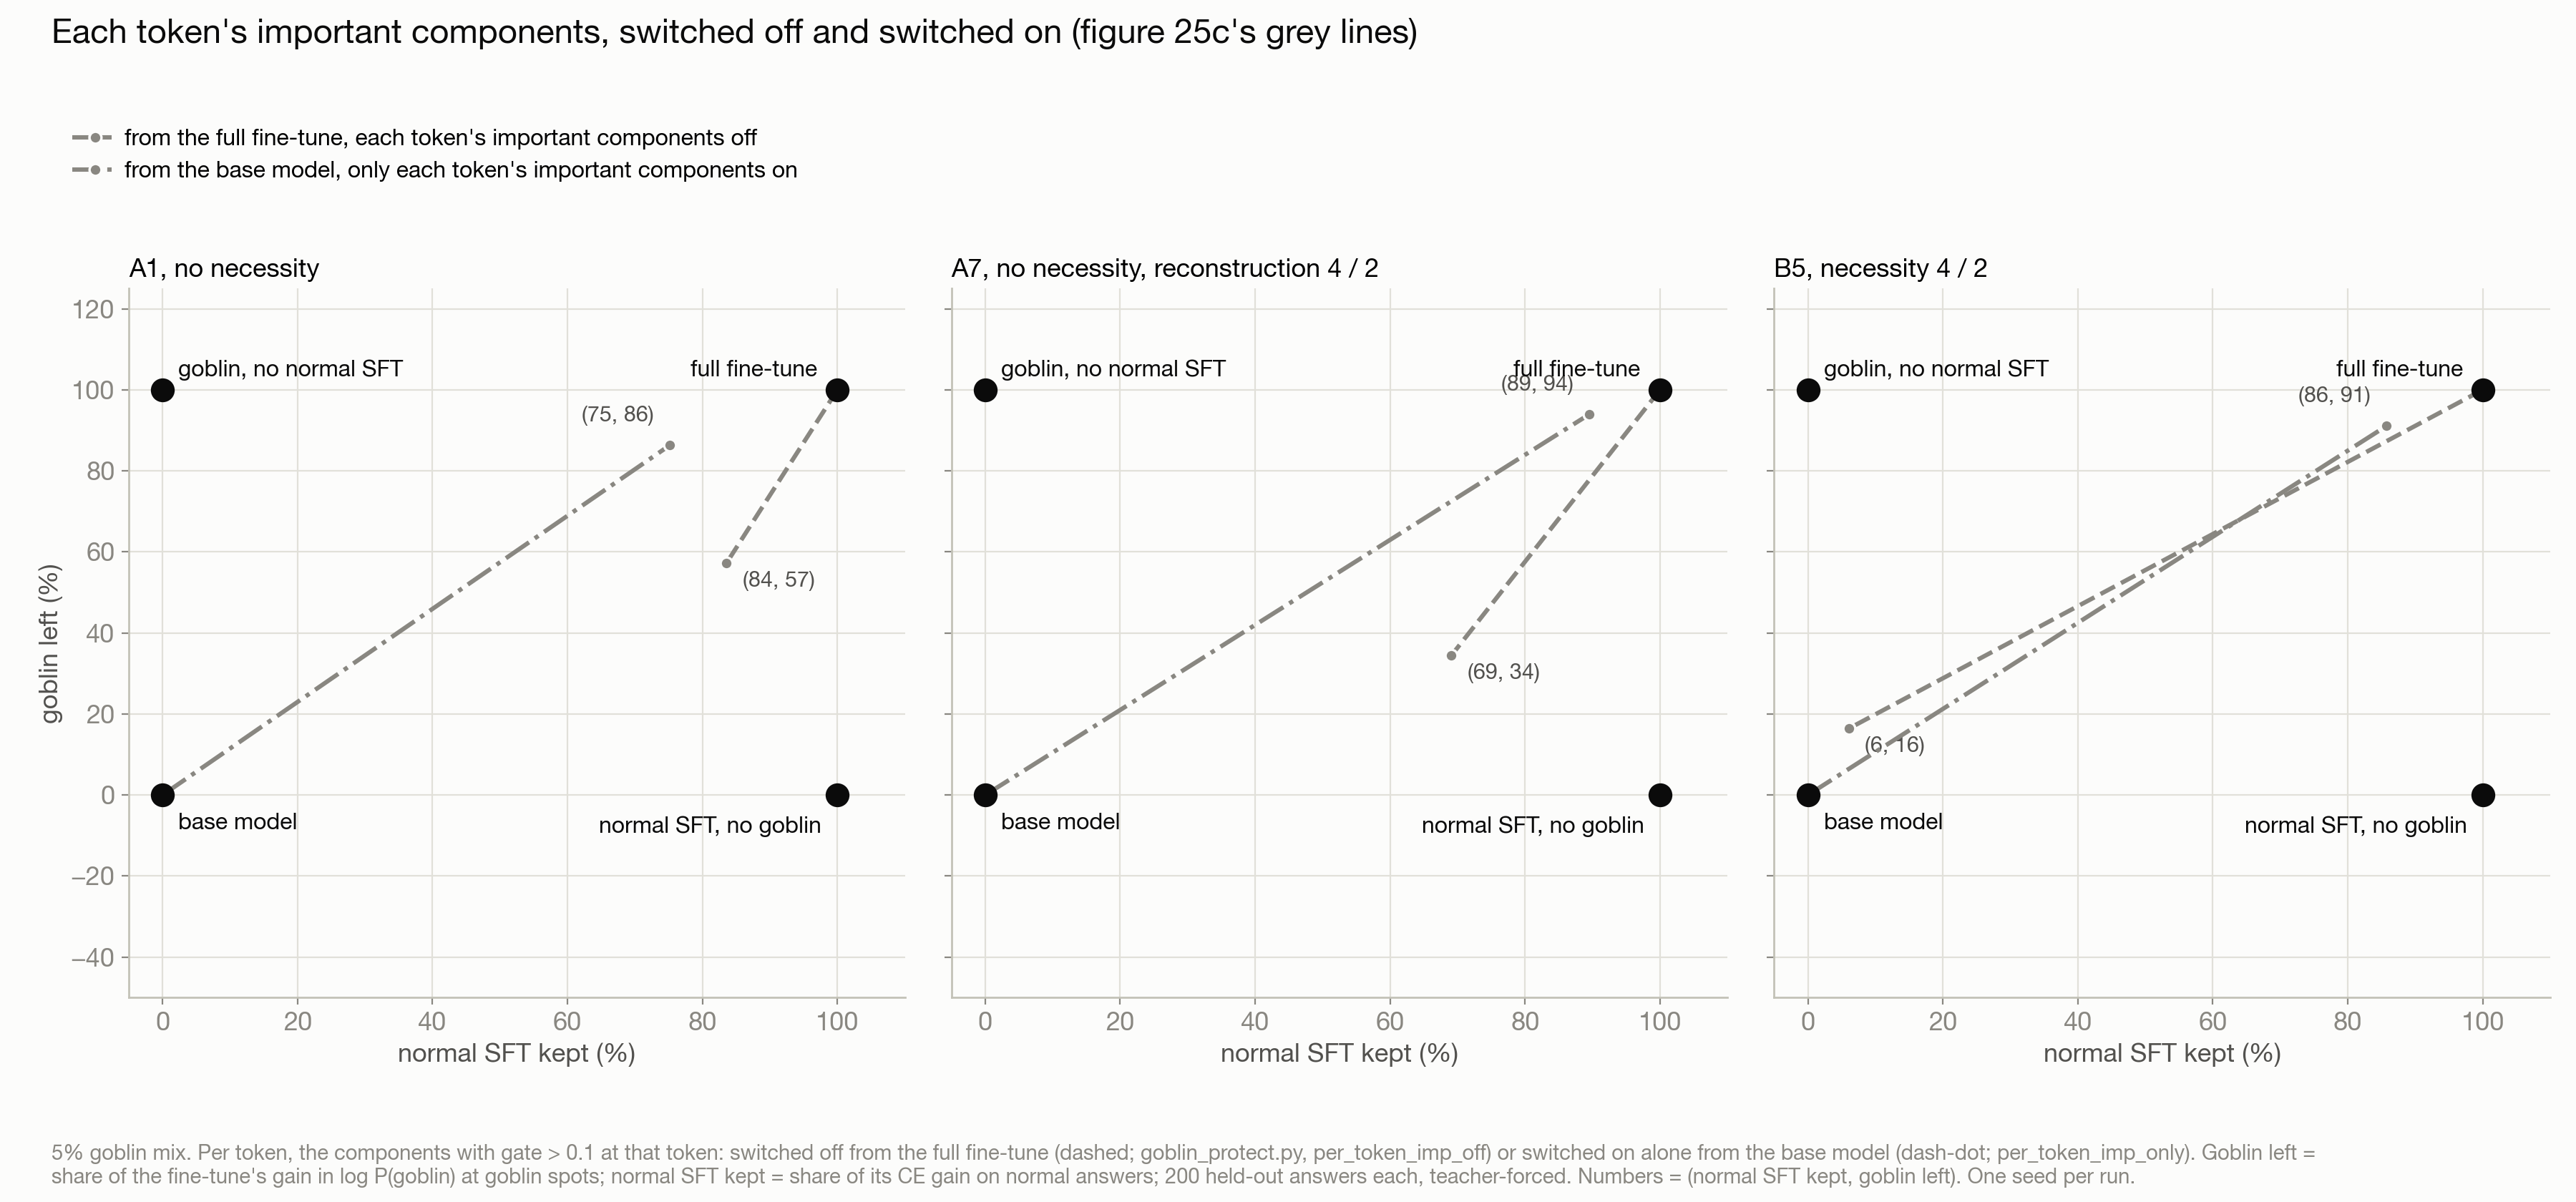 Each token's important components, switched off and switched on (figure 25c's grey lines)
from the full fine-tune, each token's important components off
from the base model, only each token's important components on
A1, no necessity
A7, no necessity, reconstruction 4 / 2
B5, necessity 4 / 2
goblin left (%)
120
100
80
60
40
20
0
−20
−40
goblin, no normal SFT
full fine-tune
(75, 86)
(84, 57)
base model
normal SFT, no goblin
0 20 40 60 80 100
normal SFT kept (%)
goblin, no normal SFT
full fine-tune
(89, 94)
(69, 34)
base model
normal SFT, no goblin
0 20 40 60 80 100
normal SFT kept (%)
goblin, no normal SFT
full fine-tune
(86, 91)
(6, 16)
base model
normal SFT, no goblin
0 20 40 60 80 100
normal SFT kept (%)
5% goblin mix. Per token, the components with gate > 0.1 at that token: switched off from the full fine-tune (dashed; goblin_protect.py, per_token_imp_off) or switched on alone from the base model (dash-dot; per_token_imp_only). Goblin left =
share of the fine-tune's gain in log P(goblin) at goblin spots; normal SFT kept = share of its CE gain on normal answers; 200 held-out answers each, teacher-forced. Numbers = (normal SFT kept, goblin left). One seed per run.